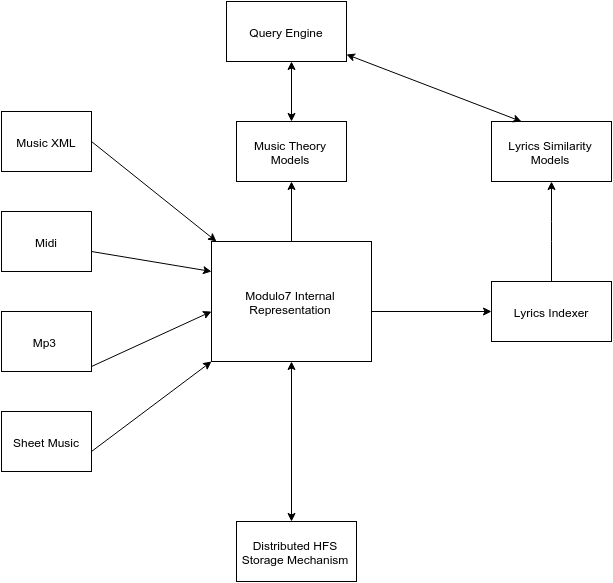 Query Engine
Music XML
Music Theory
Models
Lyrics Similarity
Models
Midi
Modulo7 Internal
Representation
Lyrics Indexer
Mp3
Sheet Music
Distributed HFS
Storage Mechanism